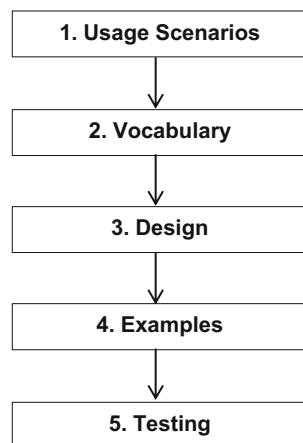 1. Usage Scenarios
2. Vocabulary
3. Design
4. Examples
5. Testing